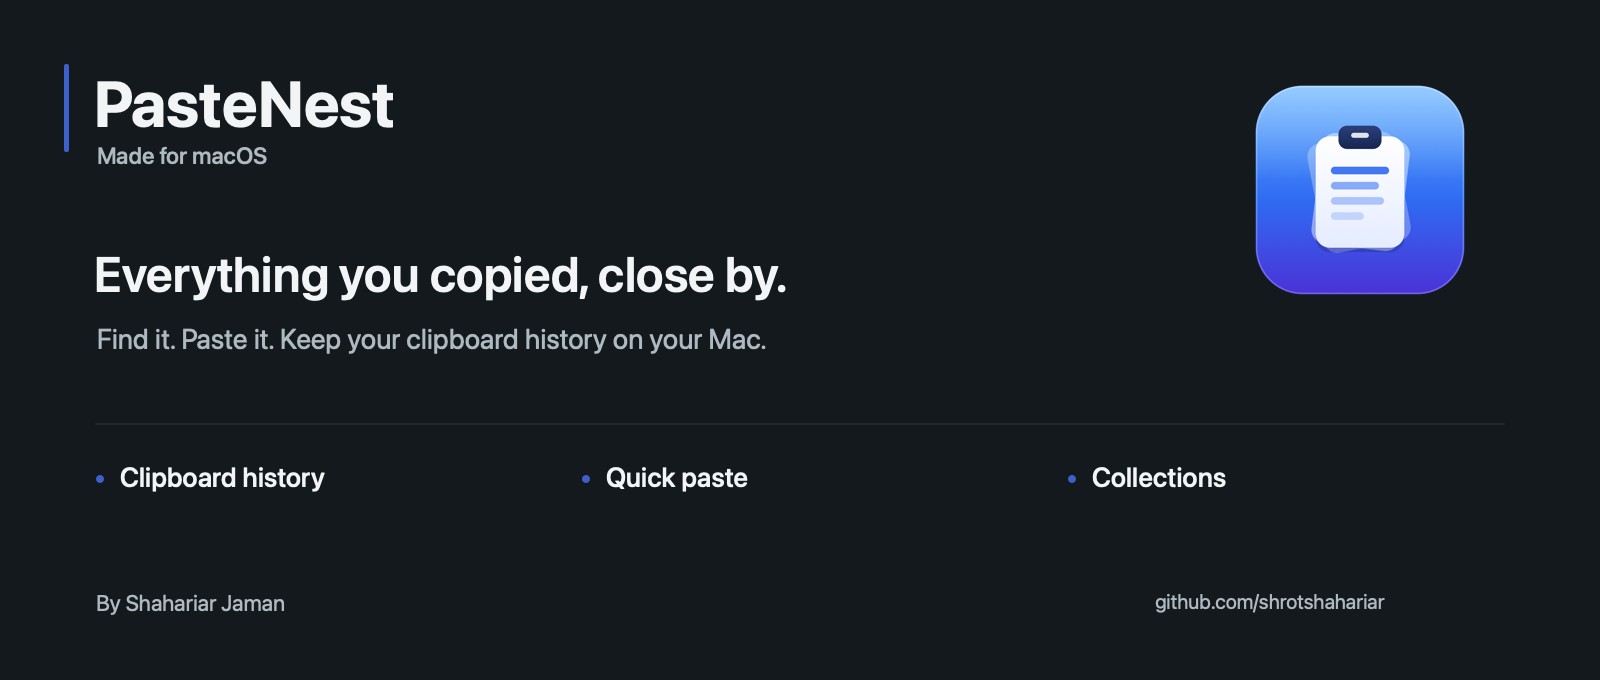 PasteNest
Made for macOS
Everything you copied, close by.
Find it. Paste it. Keep your clipboard history on your Mac.
Clipboard history
Quick paste
Collections
By Shahariar Jaman
github.com/shrotshahariar